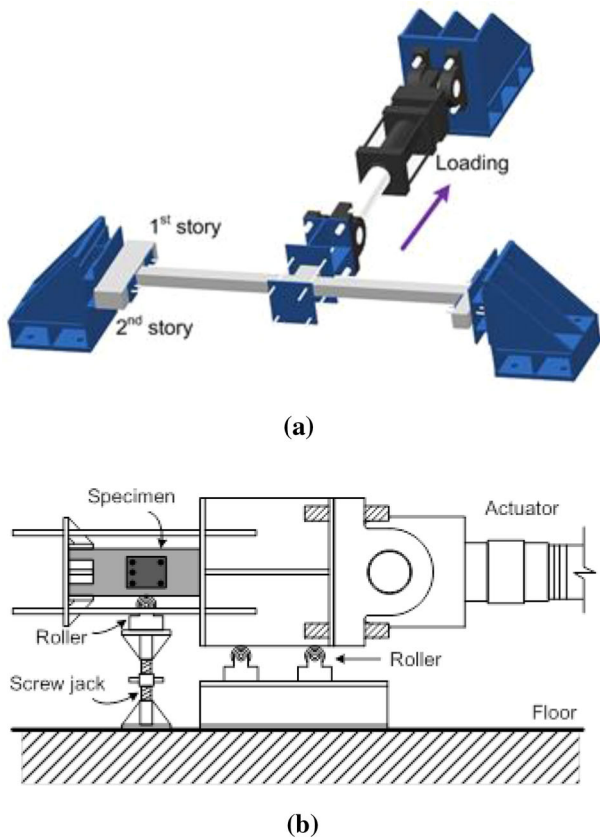 Loading
1st story
2nd story
(a)
Specimen
Actuator
Roller
Roller
Screw jack
Floor
(b)